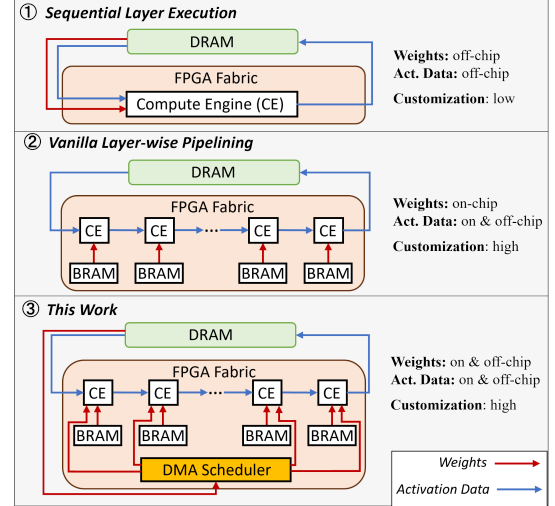 ① Sequential Layer Execution
DRAM
FPGA Fabric
Compute Engine (CE)
Weights: off-chip
Act. Data: off-chip
Customization: low
② Vanilla Layer-wise Pipelining
DRAM
FPGA Fabric
CE CE ... CE CE
BRAM BRAM BRAM BRAM
Weights: on-chip
Act. Data: on & off-chip
Customization: high
③ This Work
DRAM
FPGA Fabric
CE CE ... CE CE
BRAM BRAM BRAM BRAM
DMA Scheduler
Weights: on & off-chip
Act. Data: on & off-chip
Customization: high
Weights
Activation Data